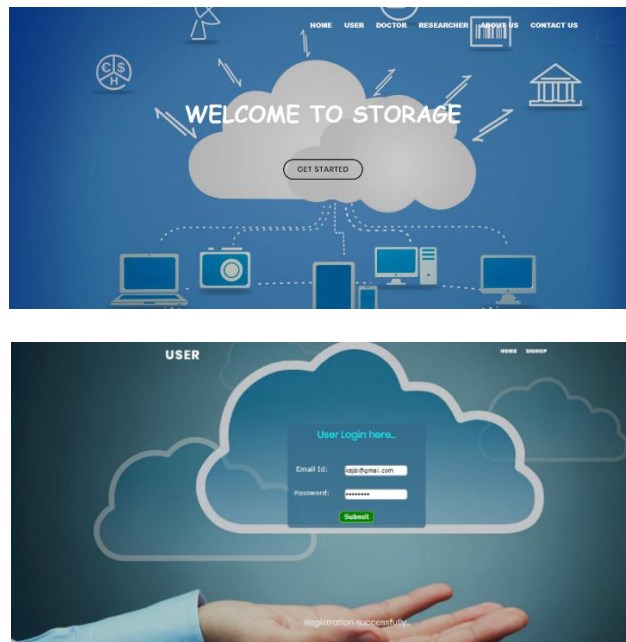 HOME USER DOCTOR RESEARCHER ABOUT US CONTACT US
€ $
H
WELCOME TO STORAGE
GET STARTED
USER
HOME SIGNUP
User Login here...
Email Id:
Password: ••••••••
Submit
Registration successfully...